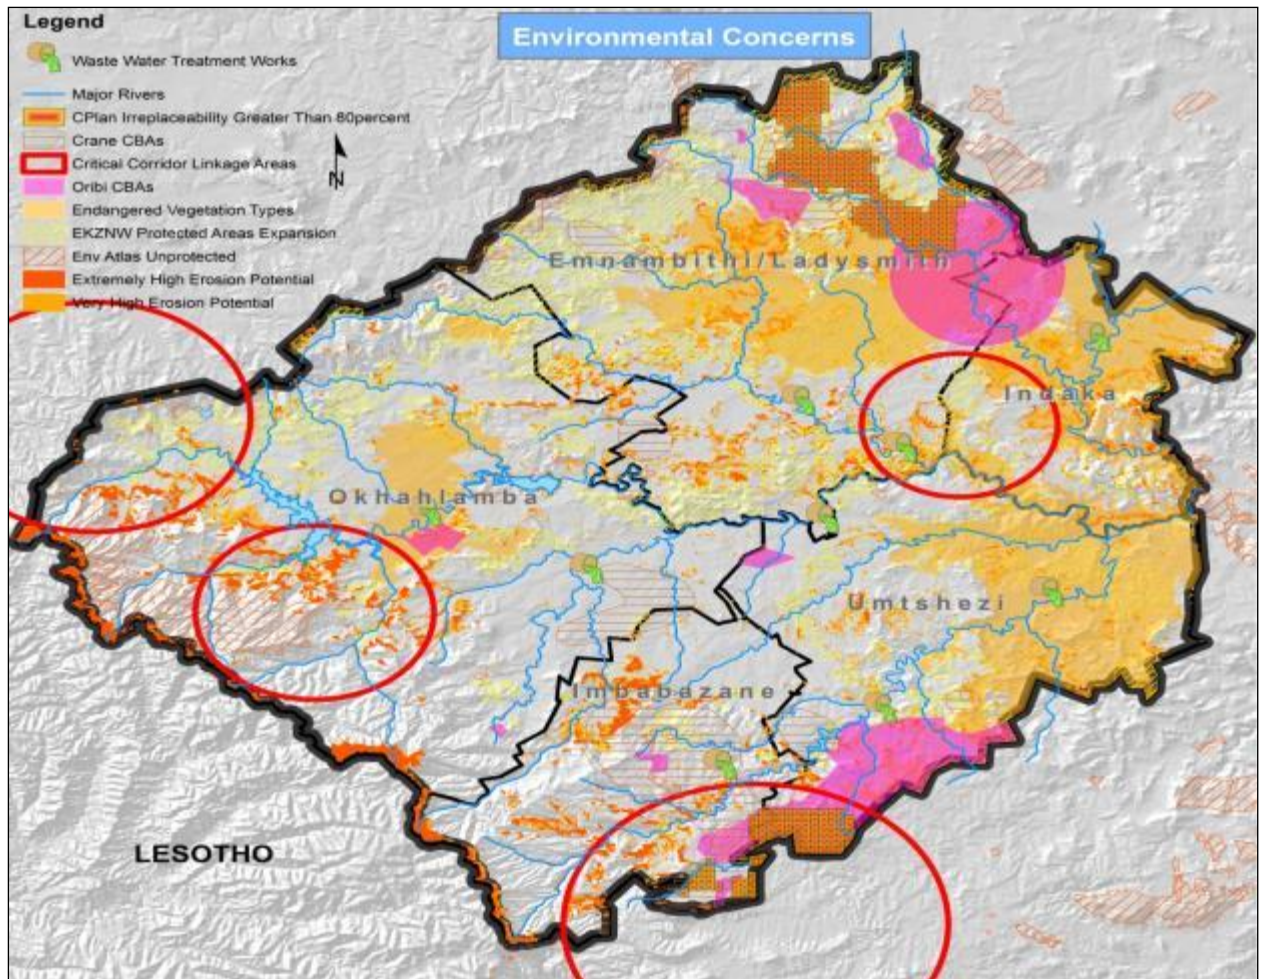 Legend
Environmental Concerns
Waste Water Treatment Works
Major Rivers
CPlan Irreplaceability Greater Than 80percent
Crane CBAs
Critical Corridor Linkage Areas
N
Oribi CBAs
Endangered Vegetation Types
EKZNW Protected Areas Expansion
Env Atlas Unprotected
Extremely High Erosion Potential
Very High Erosion Potential
Emnambithi/Ladysmith
Indaka
Okhahlamba
Umtshezi
Imbabazane
LESOTHO